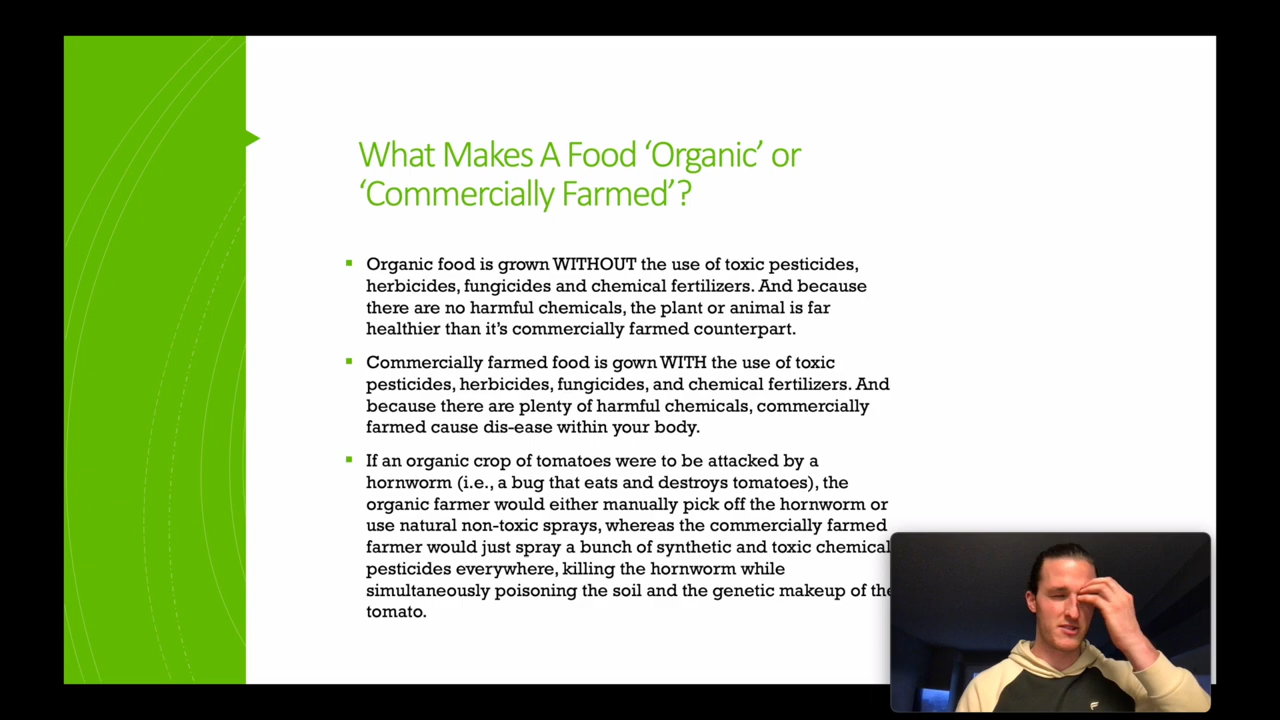 What Makes A Food ‘Organic’ or
‘Commercially Farmed’?
Organic food is grown WITHOUT the use of toxic pesticides,
herbicides, fungicides and chemical fertilizers. And because
there are no harmful chemicals, the plant or animal is far
healthier than it’s commercially farmed counterpart.
Commercially farmed food is gown WITH the use of toxic
pesticides, herbicides, fungicides, and chemical fertilizers. And
because there are plenty of harmful chemicals, commercially
farmed cause dis-ease within your body.
If an organic crop of tomatoes were to be attacked by a
hornworm (i.e., a bug that eats and destroys tomatoes), the
organic farmer would either manually pick off the hornworm or
use natural non-toxic sprays, whereas the commercially farmed
farmer would just spray a bunch of synthetic and toxic chemical
pesticides everywhere, killing the hornworm while
simultaneously poisoning the soil and the genetic makeup of the
tomato.